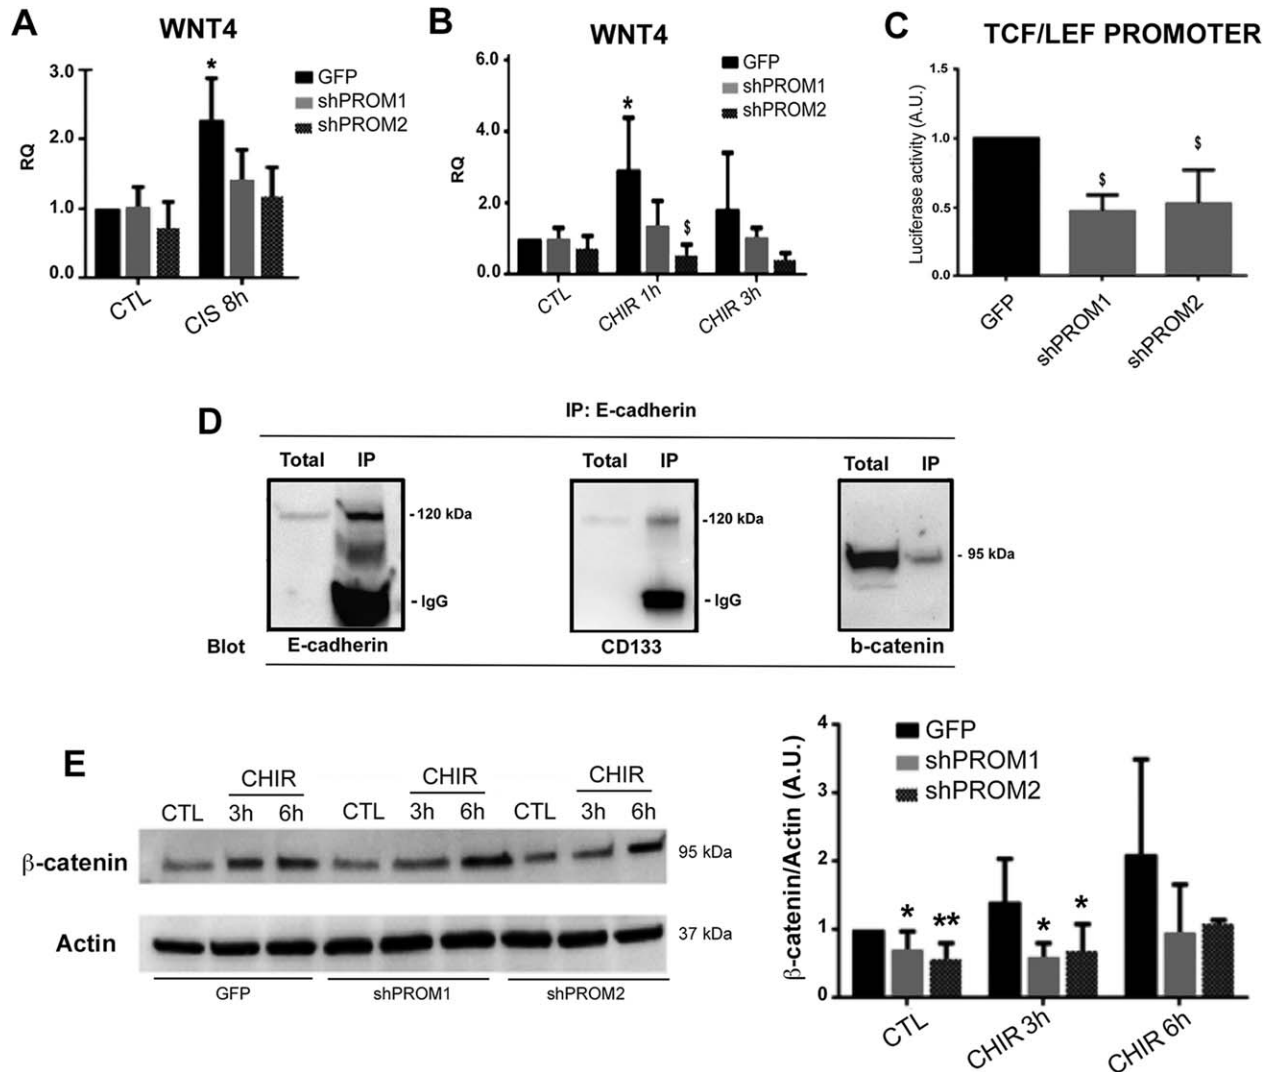 A
WNT4
3.0
2.0
1.0
0.0
RQ
*
GFP
shPROM1
shPROM2
CTL
CIS 8h
B
WNT4
6.0
4.0
2.0
0.0
RQ
*
$
GFP
shPROM1
shPROM2
CTL
CHIR 1h
CHIR 3h
C
TCF/LEF PROMOTER
1.5
1.0
0.5
0.0
Luciferase activity (A.U.)
$
$
GFP
shPROM1
shPROM2
D
IP: E-cadherin
Total IP
Total IP
Total IP
-120 kDa
- IgG
-120 kDa
- IgG
- 95 kDa
Blot
E-cadherin
CD133
b-catenin
E
CHIR
CHIR
CHIR
CTL 3h 6h CTL 3h 6h CTL 3h 6h
β-catenin
95 kDa
Actin
37 kDa
GFP
shPROM1
shPROM2
4
3
2
1
0
β-catenin/Actin (A.U.)
GFP
shPROM1
shPROM2
*
**
*
*
CTL
CHIR 3h
CHIR 6h